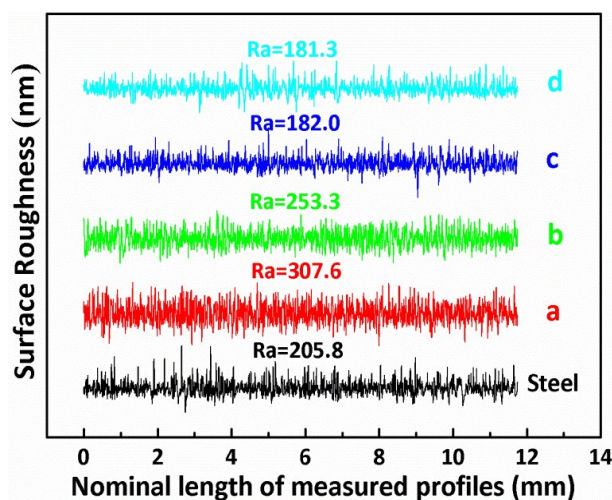 Surface Roughness (nm)
Ra=181.3
d
Ra=182.0
c
Ra=253.3
b
Ra=307.6
a
Ra=205.8
Steel
0 2 4 6 8 10 12 14
Nominal length of measured profiles (mm)